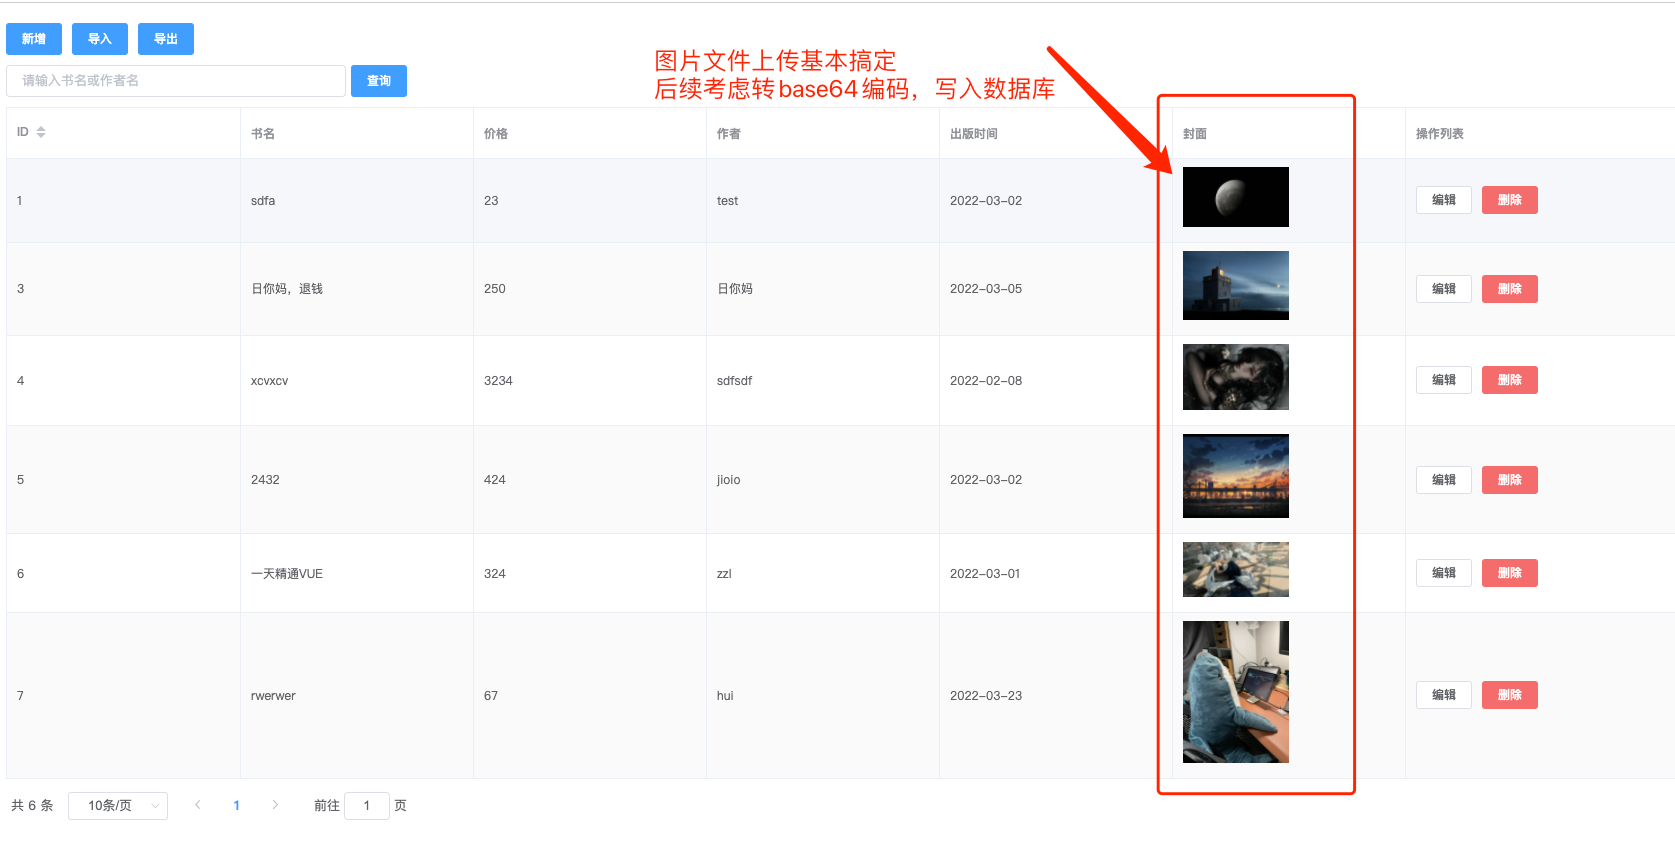 新增 导入 导出
图片文件上传基本搞定
请输入书名或作者名 查询
后续考虑转base64编码，写入数据库
ID 书名 价格 作者 出版时间 封面 操作列表
1 sdfa 23 test 2022-03-02 编辑 删除
3 日你妈，退钱 250 日你妈 2022-03-05 编辑 删除
4 xcvxcv 3234 sdfsdf 2022-02-08 编辑 删除
5 2432 424 jioio 2022-03-02 编辑 删除
6 一天精通VUE 324 zzl 2022-03-01 编辑 删除
7 rwerwer 67 hui 2022-03-23 编辑 删除
共 6 条 10条/页 1 前往 1 页